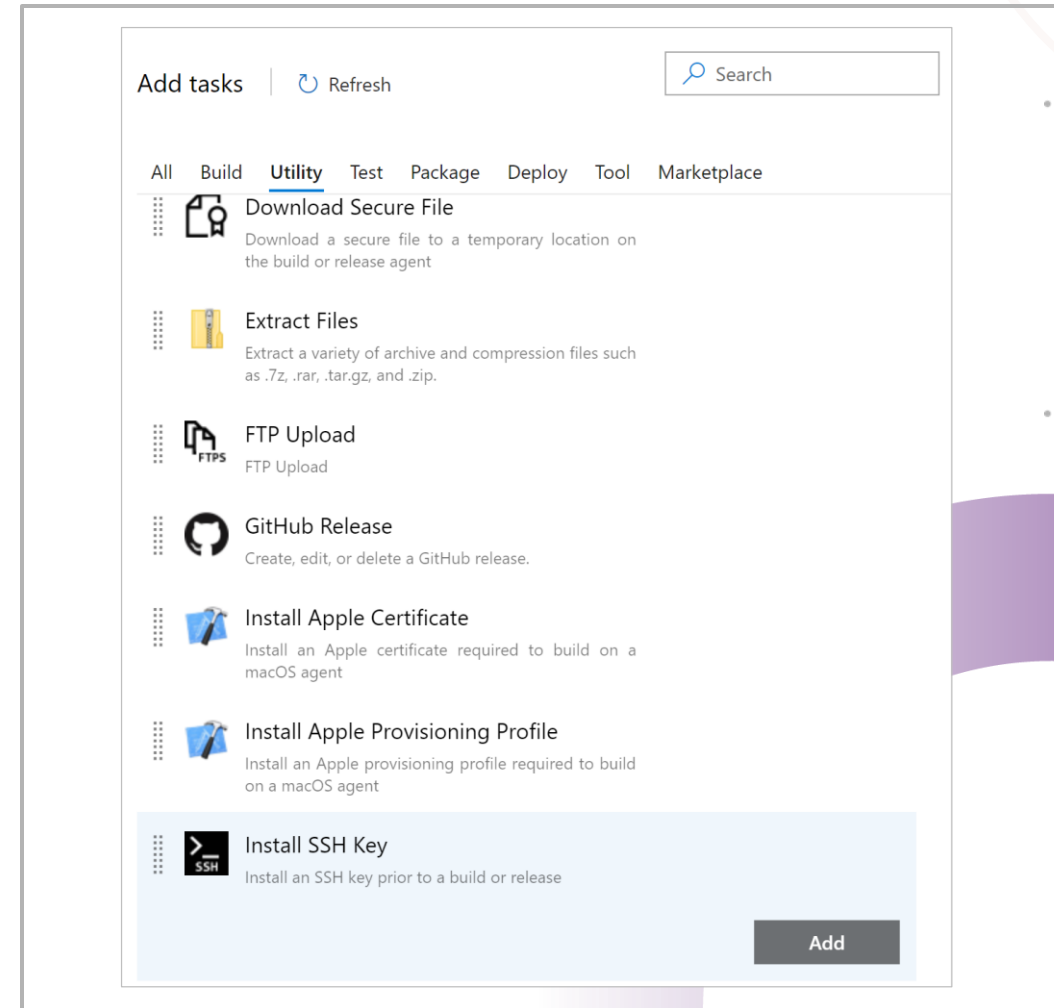 Add tasks
Refresh
Search
All Build Utility Test Package Deploy Tool Marketplace
Download Secure File
Download a secure file to a temporary location on
the build or release agent
Extract Files
Extract a variety of archive and compression files such
as .7z, .rar, .tar.gz, and .zip.
FTPS
FTP Upload
FTP Upload
GitHub Release
Create, edit, or delete a GitHub release.
Install Apple Certificate
Install an Apple certificate required to build on a
macOS agent
Install Apple Provisioning Profile
Install an Apple provisioning profile required to build
on a macOS agent
SSH
Install SSH Key
Install an SSH key prior to a build or release
Add